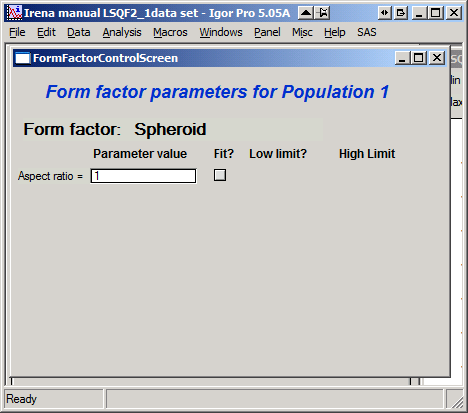 Irena manual LSQF2_1data set - Igor Pro 5.05A
File Edit Data Analysis Macros Windows Panel Misc Help SAS
FormFactorControlScreen
Form factor parameters for Population 1
Form factor: Spheroid
Parameter value Fit? Low limit? High Limit
Aspect ratio = 1
Ready